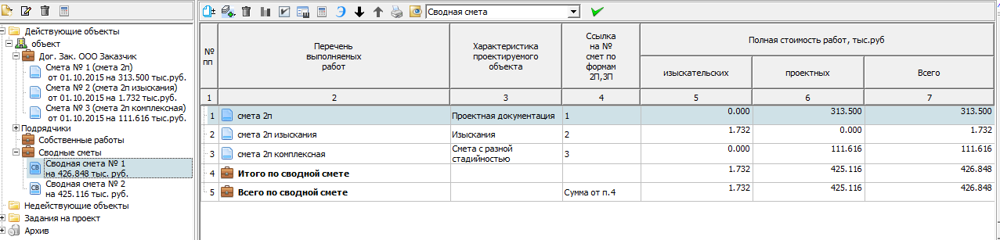 Действующие объекты
объект
Дог. Зак. ООО Заказчик
Смета № 1 (смета 2п)
от 01.10.2015 на 313.500 тыс.руб.
Смета № 2 (смета 2п изыскания)
от 01.10.2015 на 1.732 тыс.руб.
Смета № 3 (смета 2п комплексная)
от 01.10.2015 на 111.616 тыс.руб.
Подрядчики
Собственные работы
Сводные сметы
СВ Сводная смета № 1
на 426.848 тыс. руб.
СВ Сводная смета № 2
на 425.116 тыс. руб.
Недействующие объекты
Задания на проект
Архив
Э Сводная смета
№ пп
Перечень
выполняемых
работ
Характеристика
проектируемого
объекта
Ссылка
на №
смет по
формам
2П,3П
Полная стоимость работ, тыс.руб
изыскательских проектных Всего
1 2 3 4 5 6 7
1 смета 2п Проектная документация 1 0.000 313.500 313.500
2 смета 2п изыскания Изыскания 2 1.732 0.000 1.732
3 смета 2п комплексная Смета с разной стадийностью 3 0.000 111.616 111.616
4 Итого по сводной смете 1.732 425.116 426.848
5 Всего по сводной смете Сумма от п.4 1.732 425.116 426.848